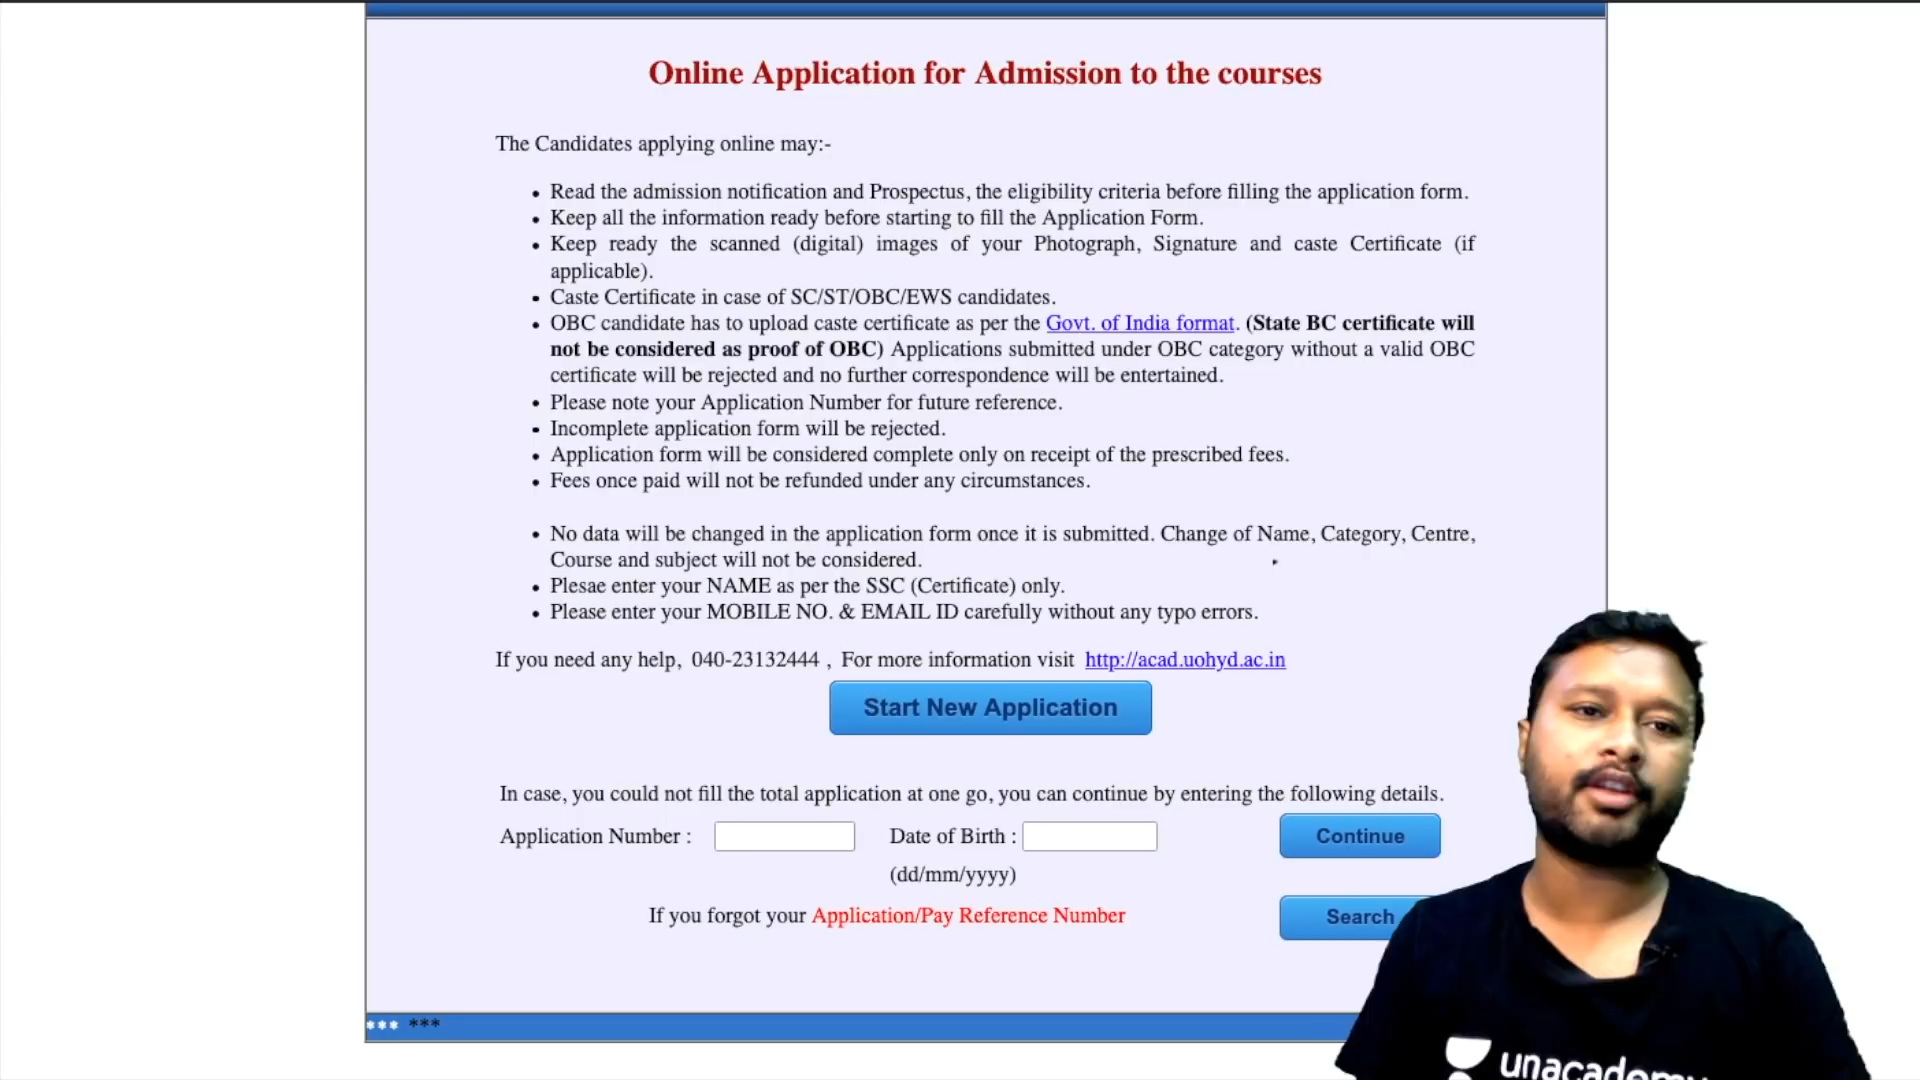 Online Application for Admission to the courses
The Candidates applying online may:-
Read the admission notification and Prospectus, the eligibility criteria before filling the application form.
Keep all the information ready before starting to fill the Application Form.
Keep ready the scanned (digital) images of your Photograph, Signature and caste Certificate (if
applicable).
Caste Certificate in case of SC/ST/OBC/EWS candidates.
OBC candidate has to upload caste certificate as per the Govt. of India format. (State BC certificate will
not be considered as proof of OBC) Applications submitted under OBC category without a valid OBC
certificate will be rejected and no further correspondence will be entertained.
Please note your Application Number for future reference.
Incomplete application form will be rejected.
Application form will be considered complete only on receipt of the prescribed fees.
Fees once paid will not be refunded under any circumstances.
No data will be changed in the application form once it is submitted. Change of Name, Category, Centre,
Course and subject will not be considered.
Plesae enter your NAME as per the SSC (Certificate) only.
Please enter your MOBILE NO. & EMAIL ID carefully without any typo errors.
If you need any help, 040-23132444 , For more information visit http://acad.uohyd.ac.in
Start New Application
In case, you could not fill the total application at one go, you can continue by entering the following details.
Application Number : Date of Birth : Continue
(dd/mm/yyyy)
If you forgot your Application/Pay Reference Number Search
*** ***
unacademy